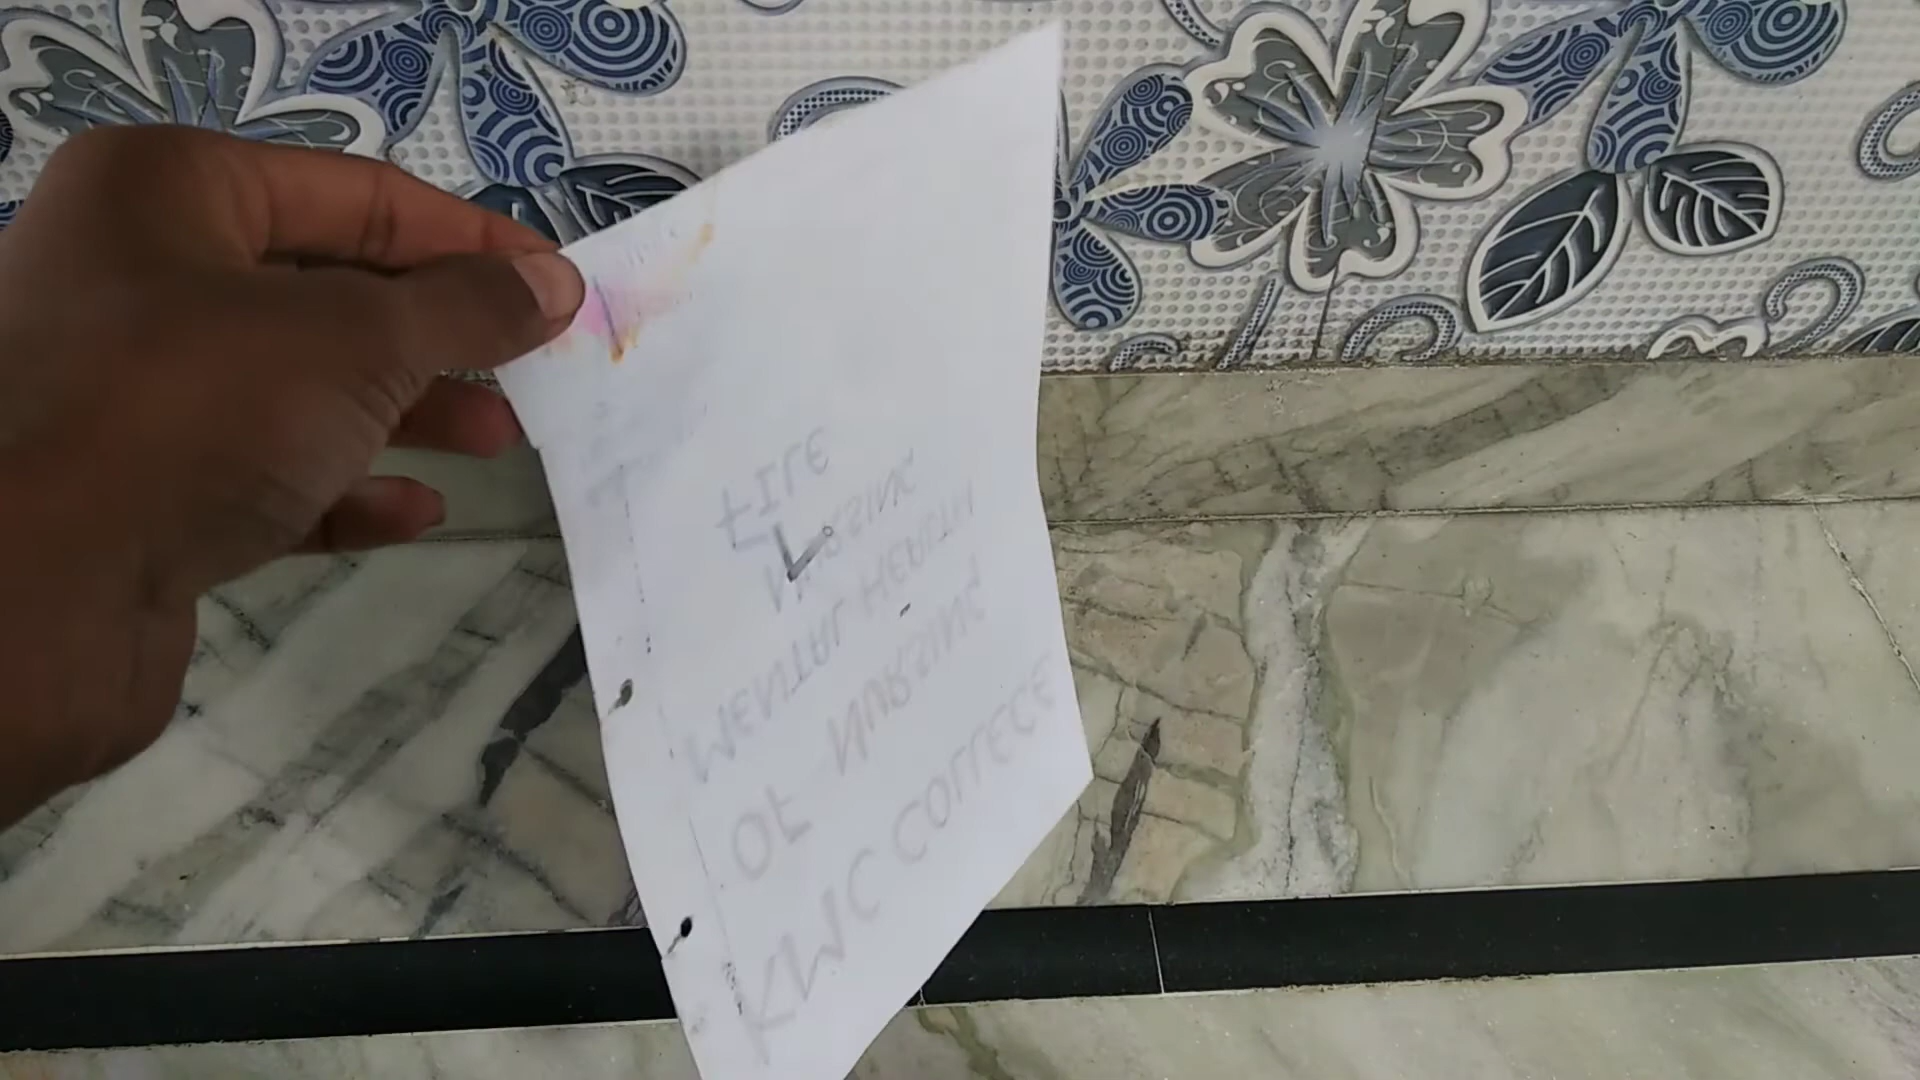 KMC COLLEGE
OF NURSING
MENTAL HEALTH
NURSING
FILE